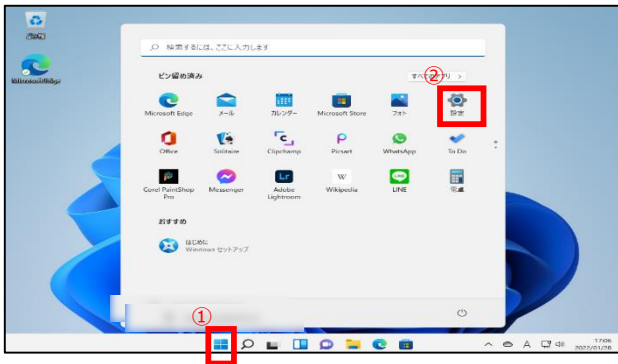 ごみ箱
Microsoft Edge
検索するには、ここに入力します
ピン留め済み
すべてのアプリ >
②
Microsoft Edge
メール
カレンダー
Microsoft Store
フォト
設定
Office
Solitaire
Clipchamp
Picsart
WhatsApp
To Do
Corel PaintShop
Pro
Messenger
Adobe
Lightroom
Wikipedia
LINE
電卓
おすすめ
はじめに
Windows セットアップ
①
A
17:06
2022/01/28